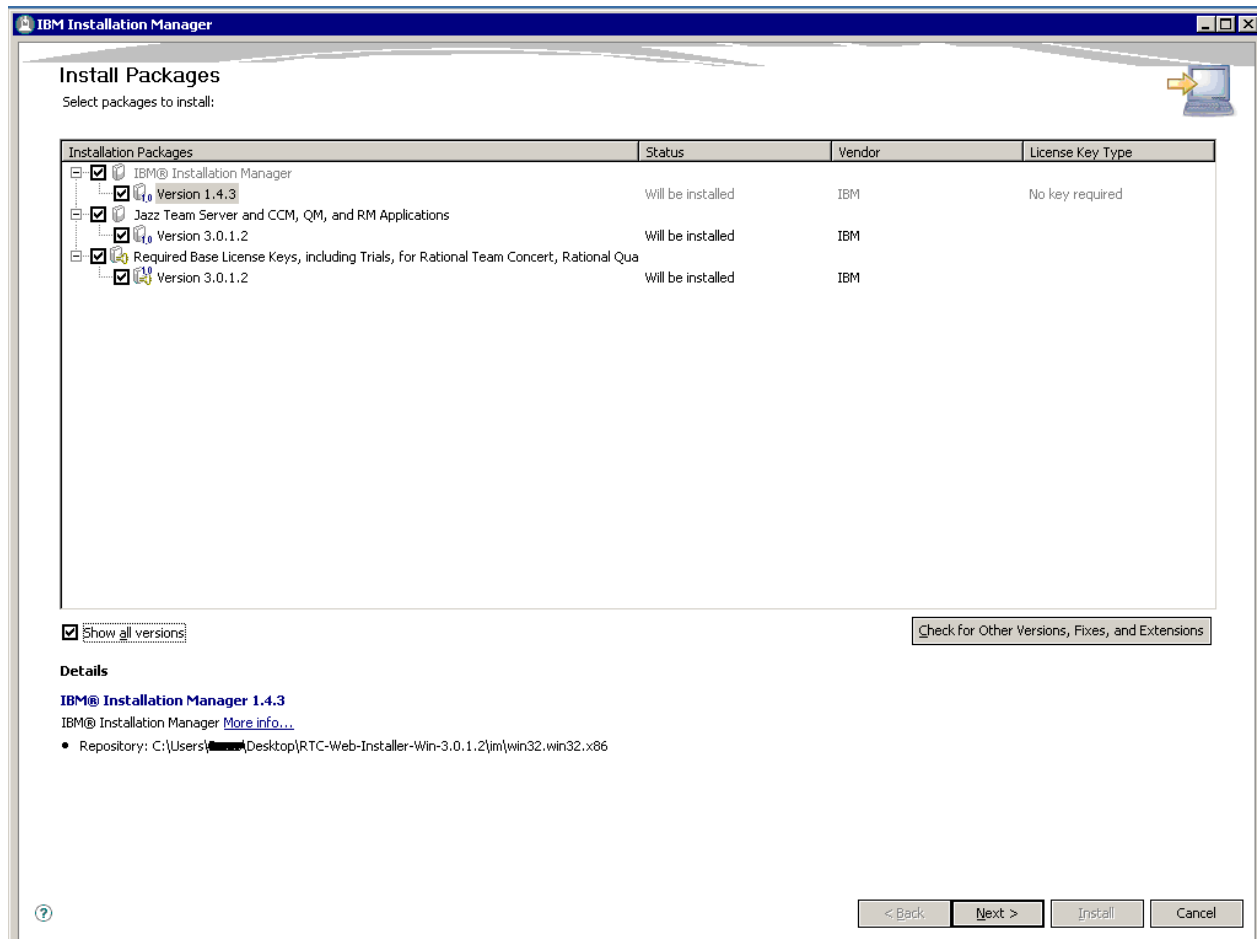 IBM Installation Manager
Install Packages
Select packages to install:
Installation Packages Status Vendor License Key Type
IBM® Installation Manager
Version 1.4.3 Will be installed IBM No key required
Jazz Team Server and CCM, QM, and RM Applications
Version 3.0.1.2 Will be installed IBM
Required Base License Keys, including Trials, for Rational Team Concert, Rational Qua
Version 3.0.1.2 Will be installed IBM
Show all versions Check for Other Versions, Fixes, and Extensions
Details
IBM® Installation Manager 1.4.3
IBM® Installation Manager More info...
• Repository: C:\Users\ \Desktop\RTC-Web-Installer-Win-3.0.1.2\im\win32.win32.x86
? < Back Next > Install Cancel